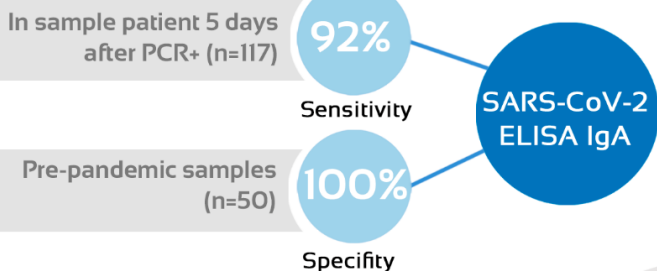 In sample patient 5 days
after PCR+ (n=117)
92%
Sensitivity
SARS-CoV-2
ELISA IgA
Pre-pandemic samples
(n=50)
100%
Specifity